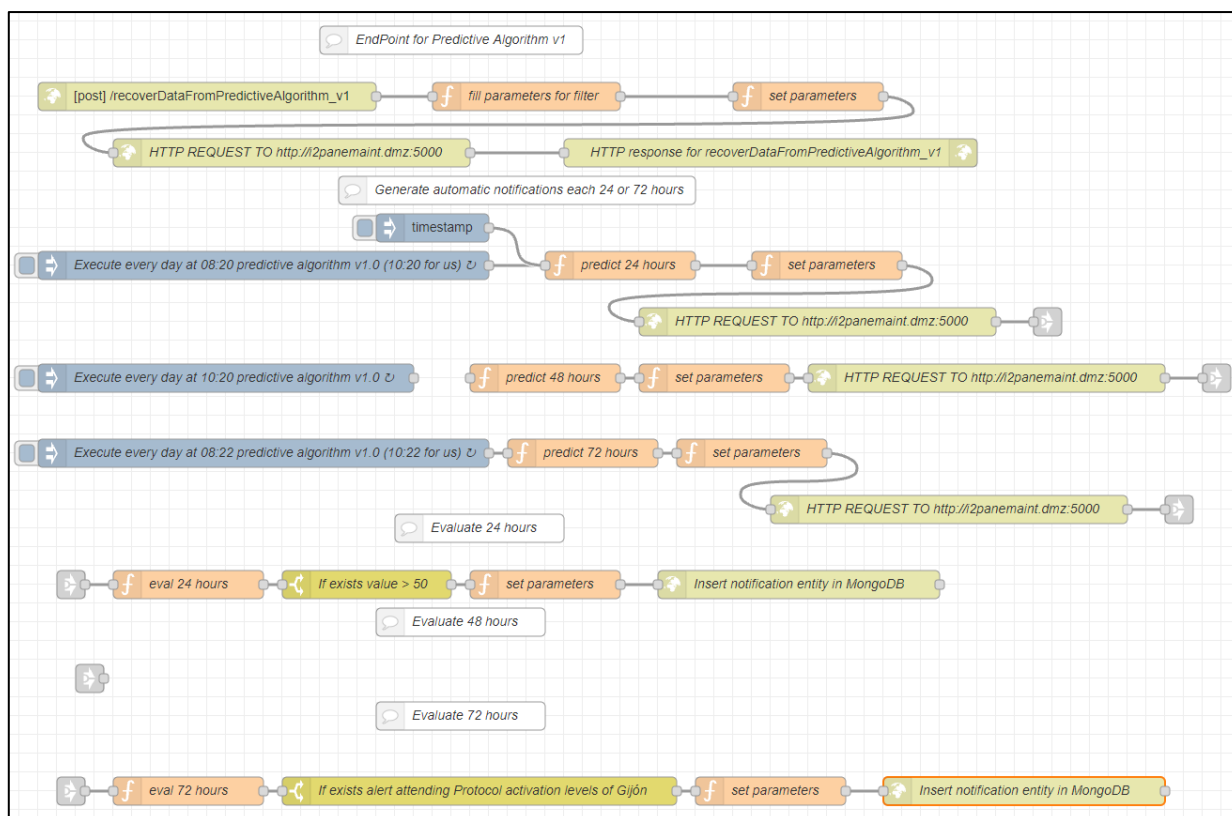 EndPoint for Predictive Algorithm v1
[post] /recoverDataFromPredictiveAlgorithm_v1
fill parameters for filter
set parameters
HTTP REQUEST TO http://i2panemaint.dmz:5000
HTTP response for recoverDataFromPredictiveAlgorithm_v1
Generate automatic notifications each 24 or 72 hours
timestamp
Execute every day at 08:20 predictive algorithm v1.0 (10:20 for us) ↻
predict 24 hours
set parameters
HTTP REQUEST TO http://i2panemaint.dmz:5000
Execute every day at 10:20 predictive algorithm v1.0 ↻
predict 48 hours
set parameters
HTTP REQUEST TO http://i2panemaint.dmz:5000
Execute every day at 08:22 predictive algorithm v1.0 (10:22 for us) ↻
predict 72 hours
set parameters
HTTP REQUEST TO http://i2panemaint.dmz:5000
Evaluate 24 hours
eval 24 hours
If exists value > 50
set parameters
Insert notification entity in MongoDB
Evaluate 48 hours
Evaluate 72 hours
eval 72 hours
If exists alert attending Protocol activation levels of Gijón
set parameters
Insert notification entity in MongoDB